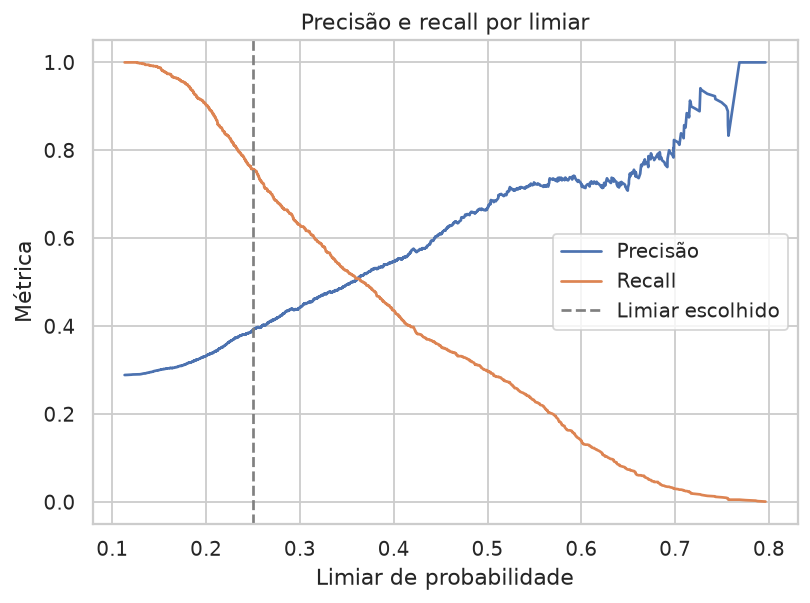 Precisão e recall por limiar
1.0
0.8
0.6
0.4
0.2
0.0
Métrica
Precisão
Recall
Limiar escolhido
0.1 0.2 0.3 0.4 0.5 0.6 0.7 0.8
Limiar de probabilidade